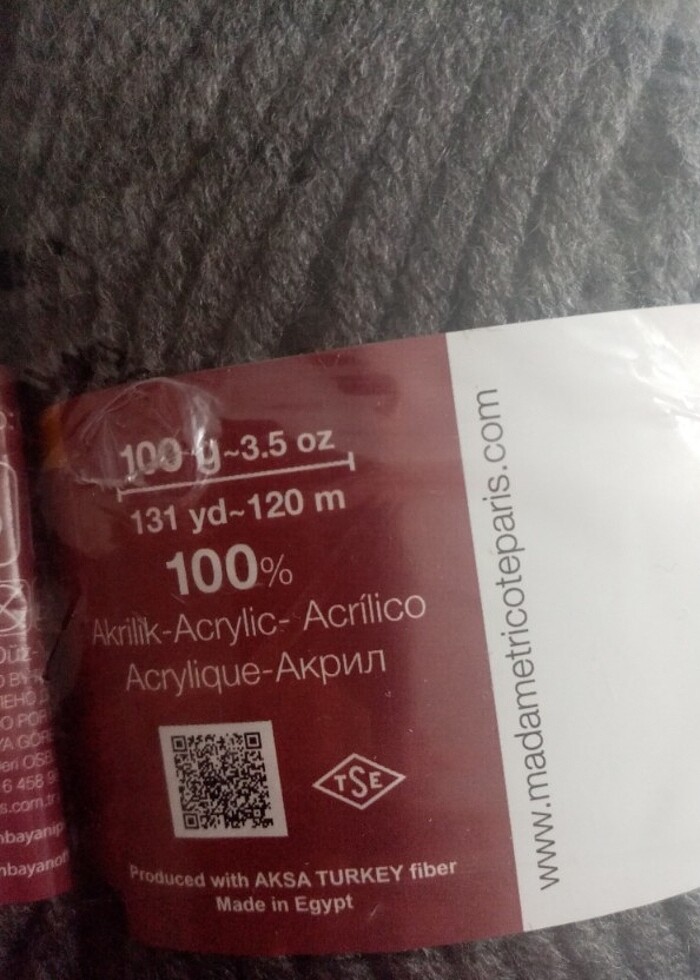 100 g~3.5 oz
131 yd~120 m
100%
Akrilik-Acrylic- Acrílico
Acrylique-Акрил
TSE
Produced with AKSA TURKEY fiber
Made in Egypt
www.madametricoteparis.com